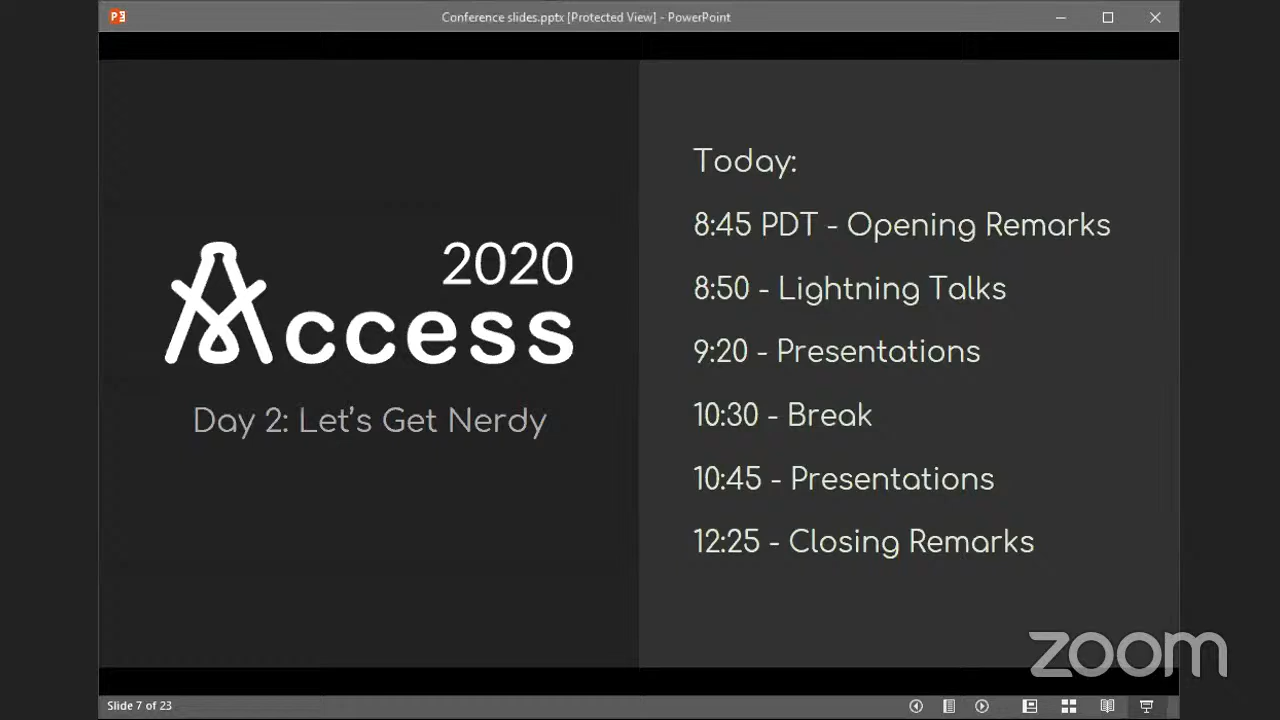 Conference slides.pptx [Protected View] - PowerPoint
2020
Access
Day 2: Let's Get Nerdy
Today:
8:45 PDT - Opening Remarks
8:50 - Lightning Talks
9:20 - Presentations
10:30 - Break
10:45 - Presentations
12:25 - Closing Remarks
zoom
Slide 7 of 23